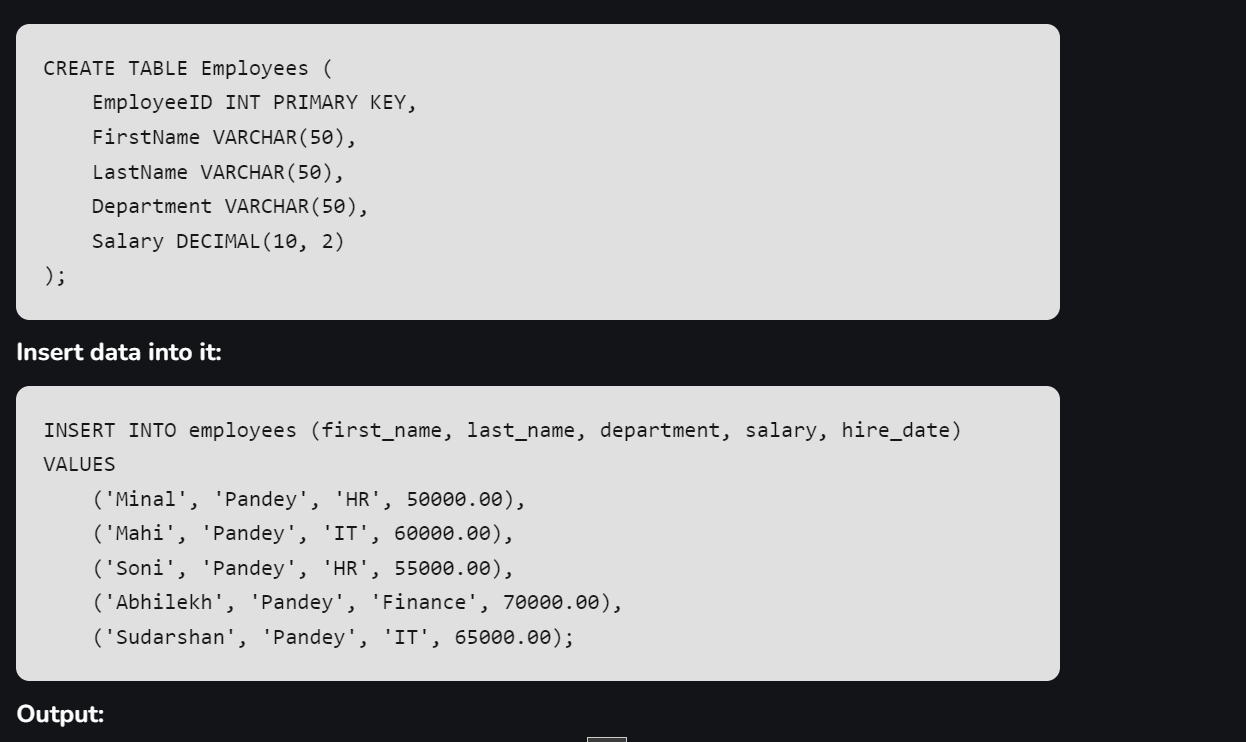 CREATE TABLE Employees (
    EmployeeID INT PRIMARY KEY,
    FirstName VARCHAR(50),
    LastName VARCHAR(50),
    Department VARCHAR(50),
    Salary DECIMAL(10, 2)
);
Insert data into it:
INSERT INTO employees (first_name, last_name, department, salary, hire_date)
VALUES
    ('Minal', 'Pandey', 'HR', 50000.00),
    ('Mahi', 'Pandey', 'IT', 60000.00),
    ('Soni', 'Pandey', 'HR', 55000.00),
    ('Abhilekh', 'Pandey', 'Finance', 70000.00),
    ('Sudarshan', 'Pandey', 'IT', 65000.00);
Output: